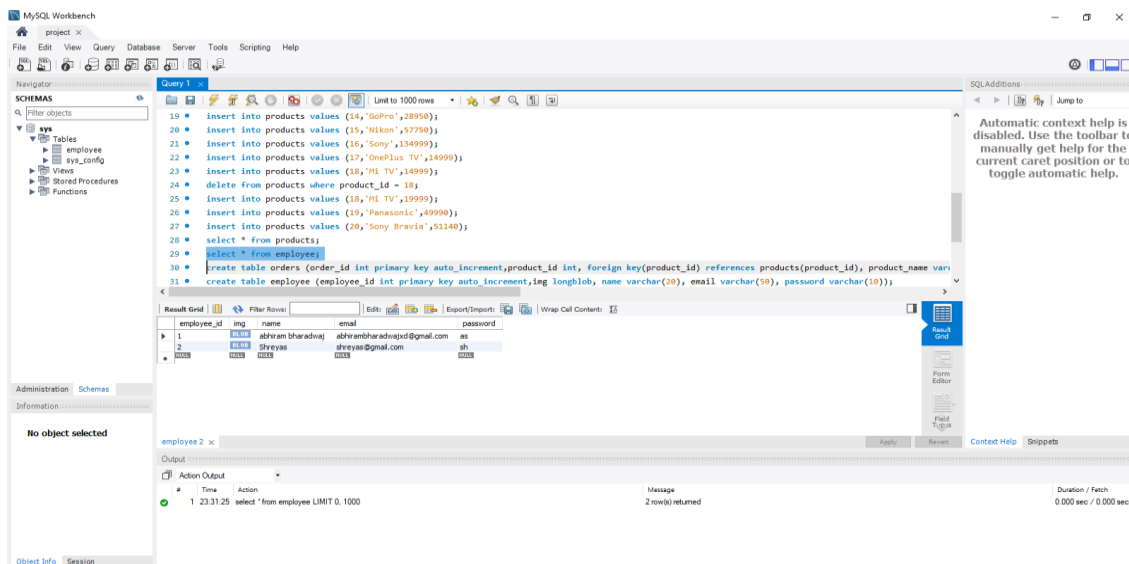 MySQL Workbench
project ×
File Edit View Query Database Server Tools Scripting Help
Navigator
SCHEMAS
Filter objects
sys
Tables
employee
sys_config
Views
Stored Procedures
Functions
Administration Schemas
Information
No object selected
Object Info Session
Query 1 ×
Limit to 1000 rows
19 insert into products values (14,'GoPro',28950);
20 insert into products values (15,'Nikon',57750);
21 insert into products values (16,'Sony',134999);
22 insert into products values (17,'OnePlus TV',14999);
23 insert into products values (18,'Mi TV',14999);
24 delete from products where product_id = 18;
25 insert into products values (18,'Mi TV',19999);
26 insert into products values (19,'Panasonic',49990);
27 insert into products values (20,'Sony Bravia',51140);
28 select * from products;
29 select * from employee;
30 create table orders (order_id int primary key auto_increment,product_id int, foreign key(product_id) references products(product_id), product_name var
31 create table employee (employee_id int primary key auto_increment,img longblob, name varchar(20), email varchar(50), password varchar(10));
Result Grid Filter Rows: Edit: Export/Import: Wrap Cell Content:
employee_id img name email password
1 BLOB abhiram bharadwaj abhirambharadwajxd@gmail.com as
2 BLOB Shreyas shreyas@gmail.com sh
NULL NULL NULL NULL NULL
Result Grid
Form Editor
Field Types
employee 2 ×
Apply Revert
Output
Action Output
# Time Action Message Duration / Fetch
1 23:31:25 select * from employee LIMIT 0, 1000 2 row(s) returned 0.000 sec / 0.000 sec
SQLAdditions
Jump to
Automatic context help is
disabled. Use the toolbar to
manually get help for the
current caret position or to
toggle automatic help.
Context Help Snippets